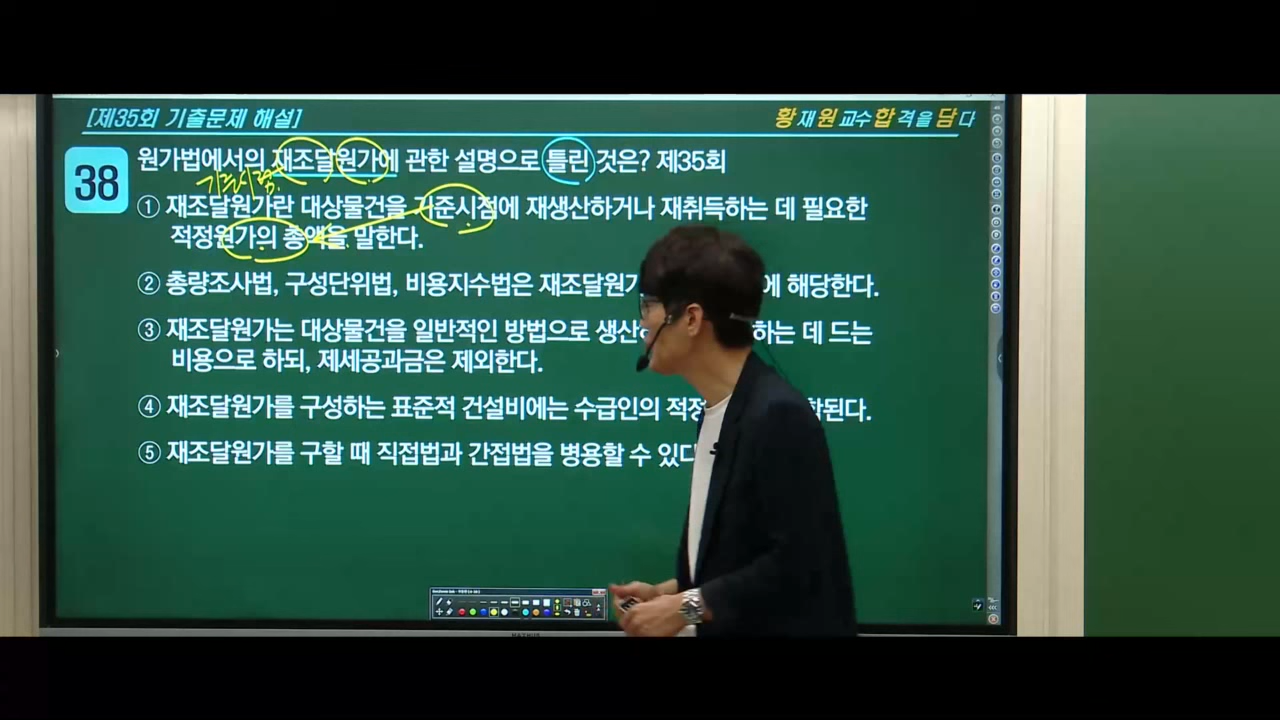 [제35회 기출문제 해설]
황재원 교수 합격을 담다
38
원가법에서의 재조달원가에 관한 설명으로 틀린 것은? 제35회
기준시점
① 재조달원가란 대상물건을 기준시점에 재생산하거나 재취득하는 데 필요한
적정원가의 총액을 말한다.
② 총량조사법, 구성단위법, 비용지수법은 재조달원 에 해당한다.
③ 재조달원가는 대상물건을 일반적인 방법으로 생산 하는 데 드는
비용으로 하되, 제세공과금은 제외한다.
④ 재조달원가를 구성하는 표준적 건설비에는 수급인의 적정 된다.
⑤ 재조달원가를 구할 때 직접법과 간접법을 병용할 수 있다